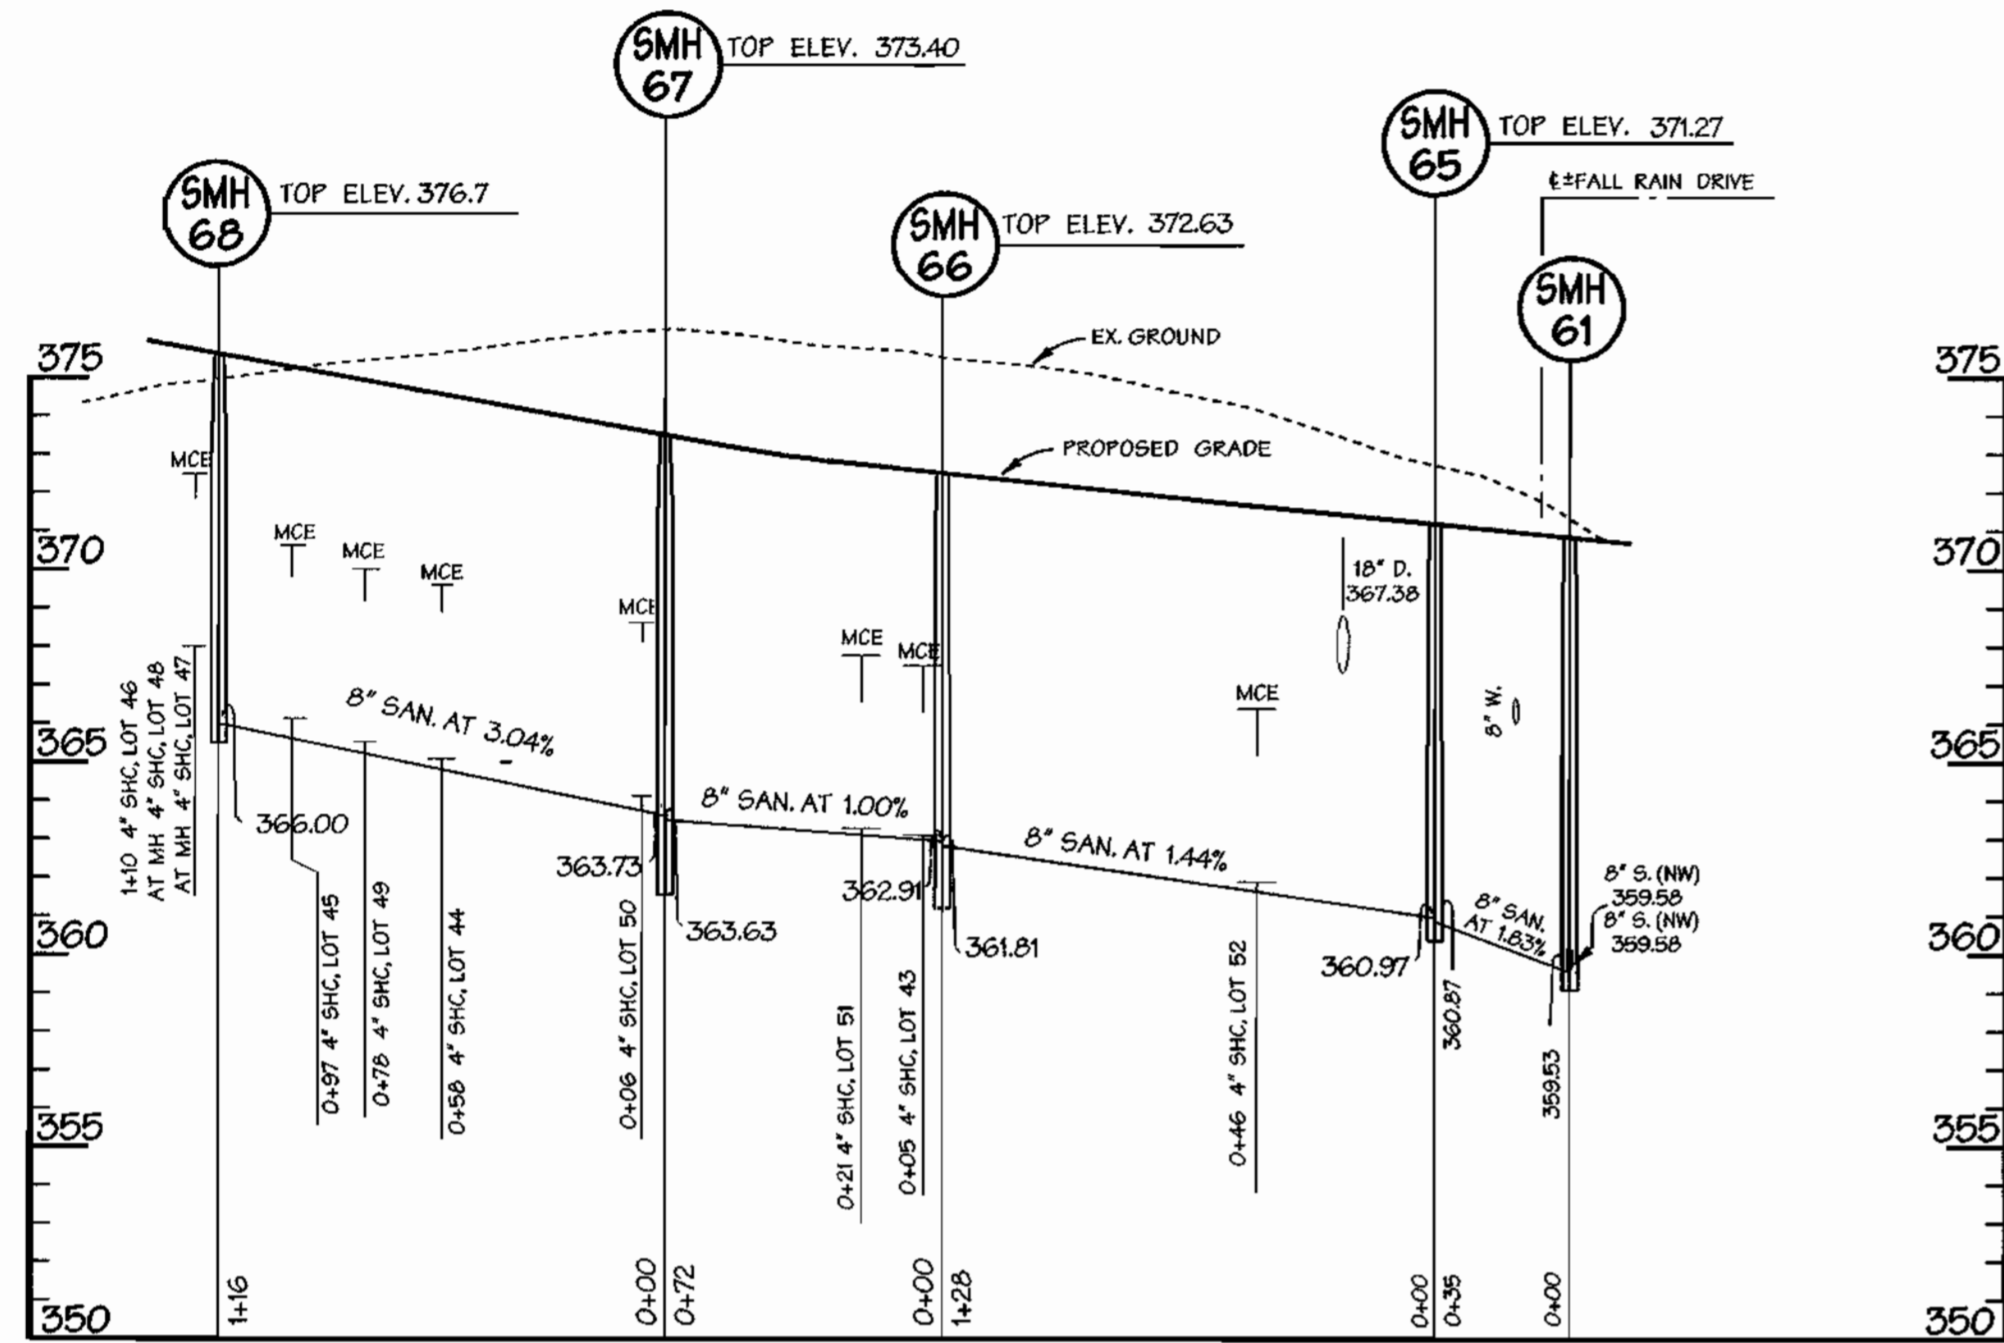 SMH
67
TOP ELEV. 373.40
SMH
65
TOP ELEV. 371.27
SMH
68
TOP ELEV. 376.7
℄±FALL RAIN DRIVE
SMH
66
TOP ELEV. 372.63
SMH
61
EX. GROUND
PROPOSED GRADE
375
370
365
360
355
350
375
370
365
360
355
350
MCE
MCE
MCE
MCE
MCE
MCE
MCE
MCE
18" D.
367.38
8" W.
1+10 4" SHC, LOT 46
AT MH 4" SHC, LOT 48
AT MH 4" SHC, LOT 47
8" SAN. AT 3.04%
366.00
0+97 4" SHC, LOT 45
0+78 4" SHC, LOT 49
0+58 4" SHC, LOT 44
0+06 4" SHC, LOT 50
363.73
363.63
8" SAN. AT 1.00%
0+21 4" SHC, LOT 51
0+05 4" SHC, LOT 43
362.91
361.81
8" SAN. AT 1.44%
0+46 4" SHC, LOT 52
360.97
360.87
8" SAN.
AT 1.83%
8" S. (NW)
359.58
8" S. (NW)
359.58
359.53
1+16
0+00
0+72
0+00
1+28
0+00
0+35
0+00